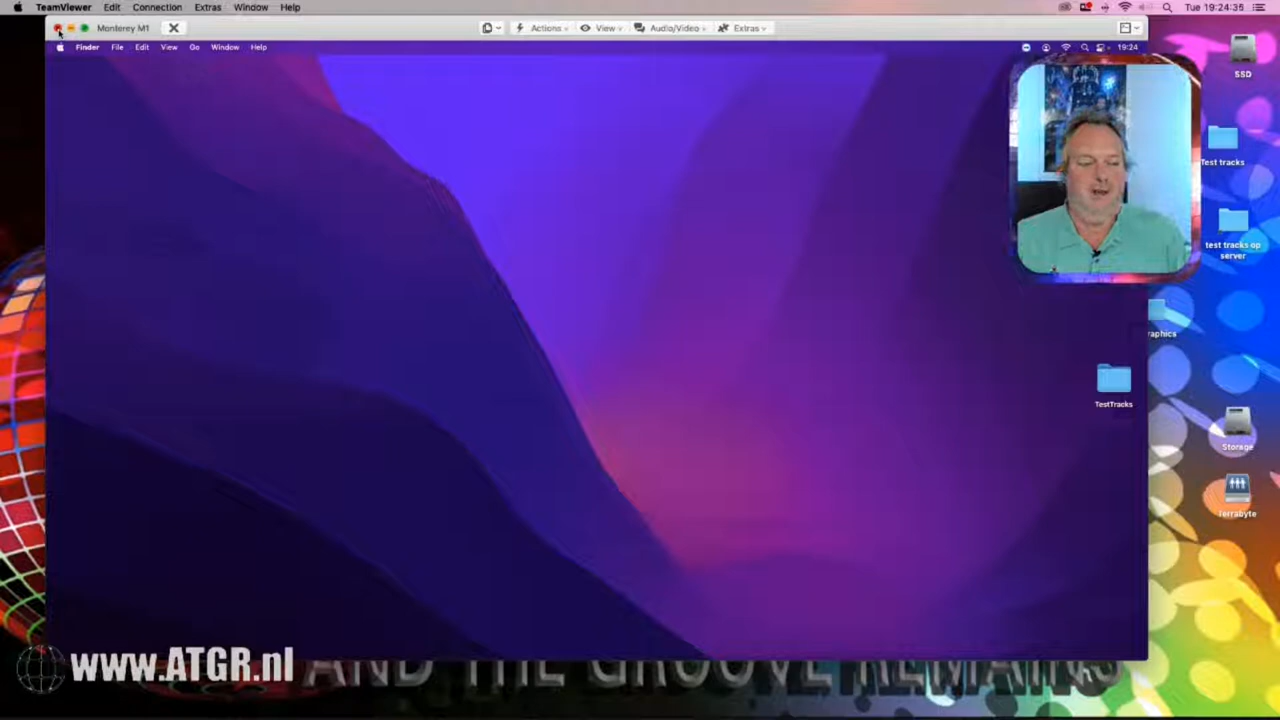 TeamViewer Edit Connection Extras Window Help
Tue 19:24:35
Monterey M1
Actions View Audio/Video Extras
Finder File Edit View Go Window Help
19:24
SSD
Test tracks
test tracks op
server
raphics
TestTracks
Storage
Terrabyte
www.ATGR.nl
AND THE GROOVE REMAINS